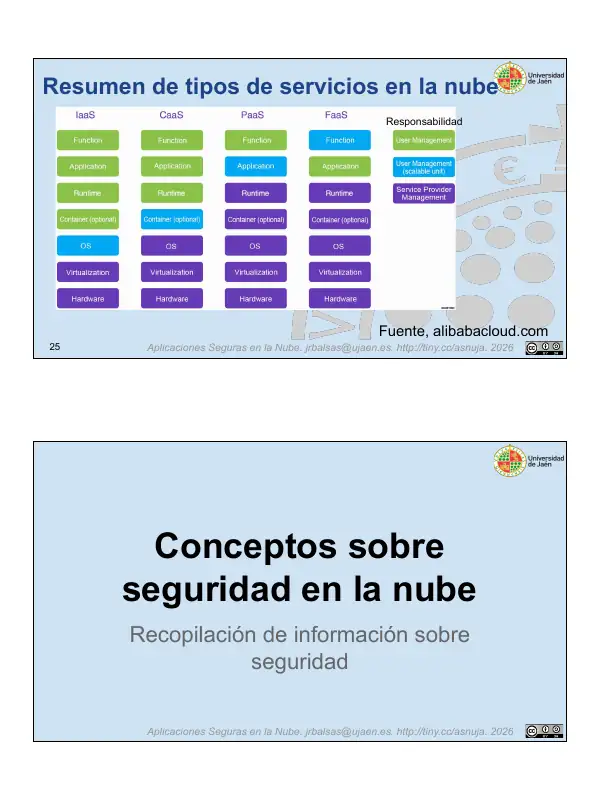 Resumen de tipos de servicios en la nube
Universidad
de Jaén
IaaS CaaS PaaS FaaS
Responsabilidad
Function Function Function Function User Management
Application Application Application Application User Management
(scalable unit)
Runtime Runtime Runtime Runtime Service Provider
Management
Container (optional) Container (optional) Container (optional) Container (optional)
OS OS OS OS
Virtualization Virtualization Virtualization Virtualization
Hardware Hardware Hardware Hardware
Fuente, alibabacloud.com
25
Aplicaciones Seguras en la Nube. jrbalsas@ujaen.es. http://tiny.co/asnuja. 2026
Universidad
de Jaén
Conceptos sobre
seguridad en la nube
Recopilación de información sobre
seguridad
Aplicaciones Seguras en la Nube. jrbalsas@ujaen.es. http://tiny.co/asnuja. 2026